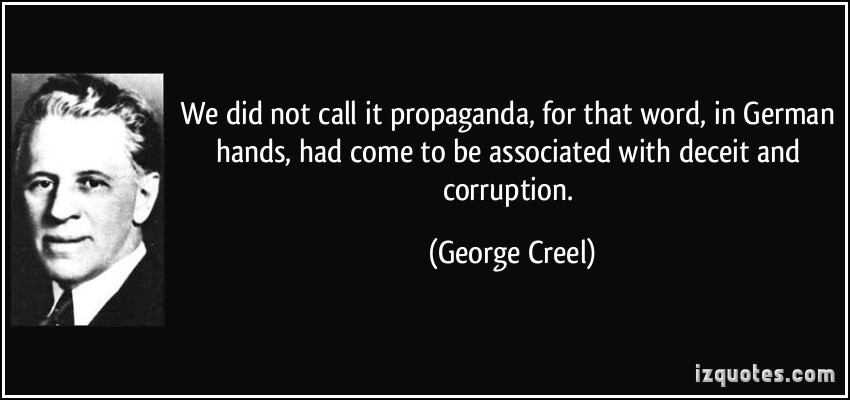 We did not call it propaganda, for that word, in German
hands, had come to be associated with deceit and
corruption.
(George Creel)
izquotes.com